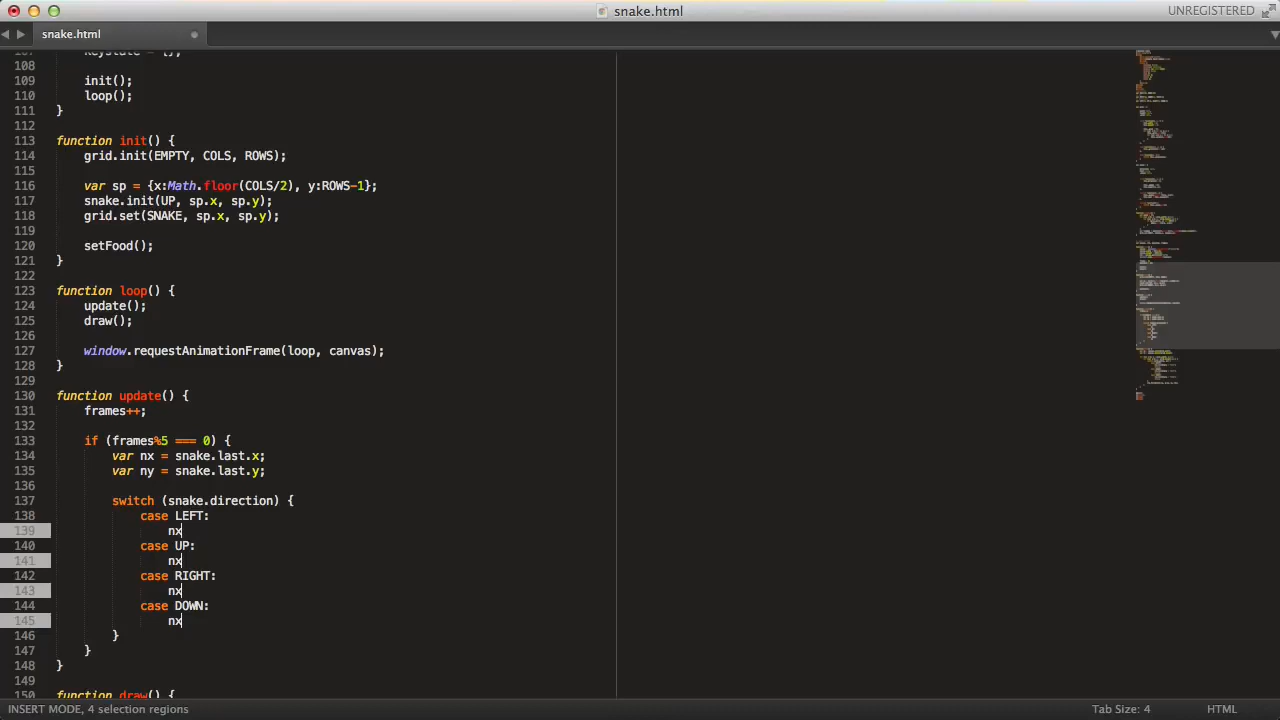 snake.html
UNREGISTERED
snake.html
107 keystate = {};
108
109 init();
110 loop();
111 }
112
113 function init() {
114 grid.init(EMPTY, COLS, ROWS);
115
116 var sp = {x:Math.floor(COLS/2), y:ROWS-1};
117 snake.init(UP, sp.x, sp.y);
118 grid.set(SNAKE, sp.x, sp.y);
119
120 setFood();
121 }
122
123 function loop() {
124 update();
125 draw();
126
127 window.requestAnimationFrame(loop, canvas);
128 }
129
130 function update() {
131 frames++;
132
133 if (frames%5 === 0) {
134 var nx = snake.last.x;
135 var ny = snake.last.y;
136
137 switch (snake.direction) {
138 case LEFT:
139 nx
140 case UP:
141 nx
142 case RIGHT:
143 nx
144 case DOWN:
145 nx
146 }
147 }
148 }
149
150 function draw() {
INSERT MODE, 4 selection regions
Tab Size: 4
HTML